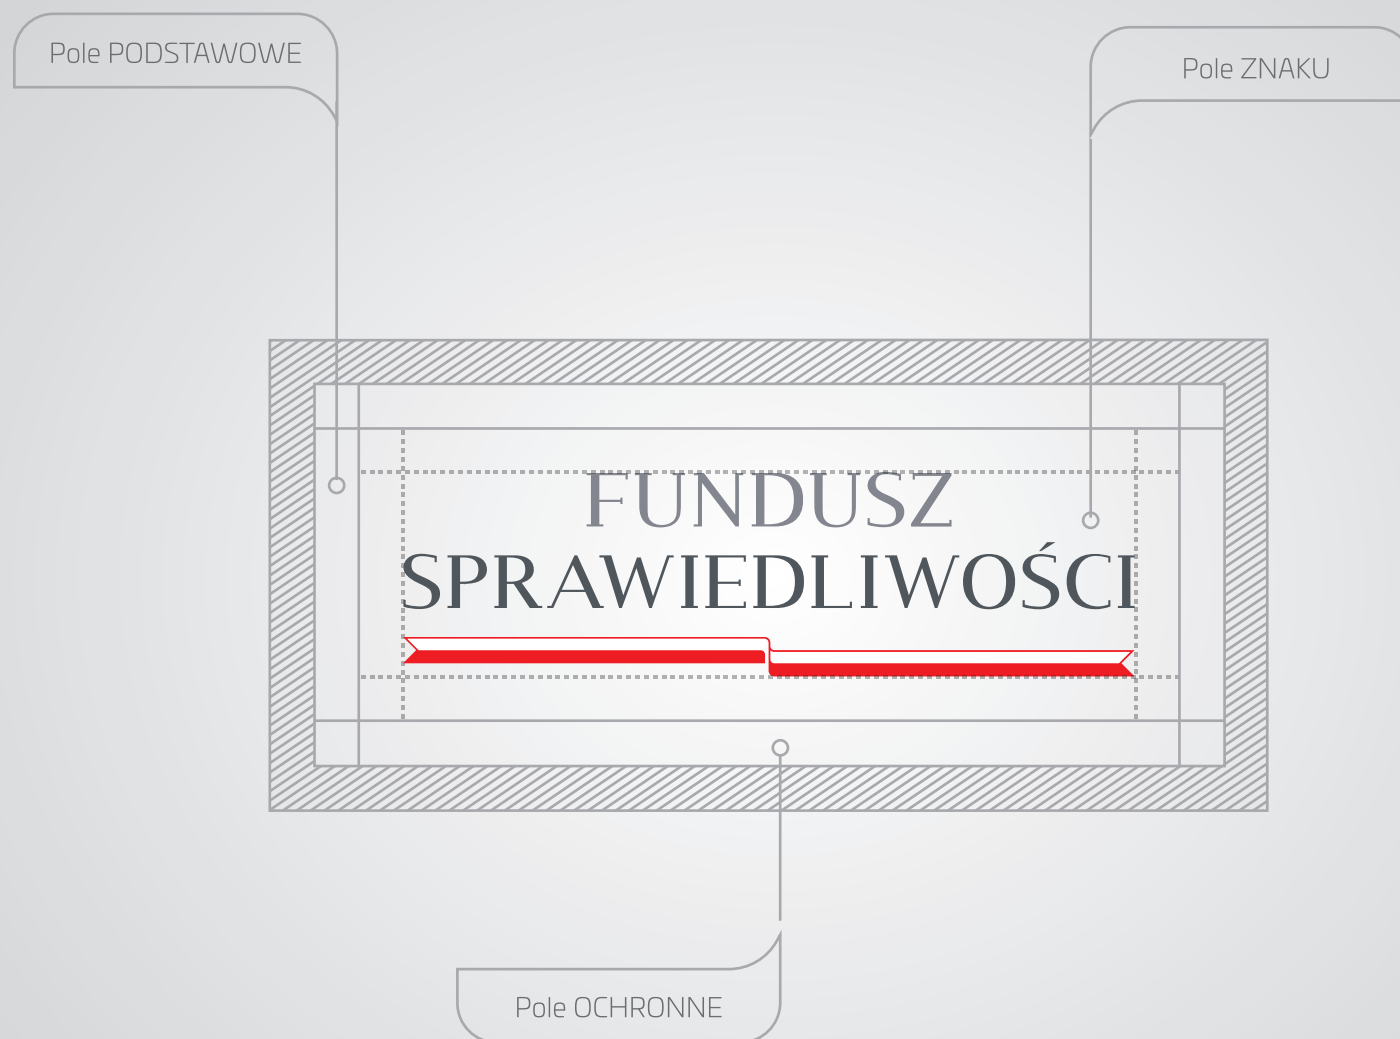 Pole PODSTAWOWE
Pole ZNAKU
FUNDUSZ
SPRAWIEDLIWOŚCI
Pole OCHRONNE